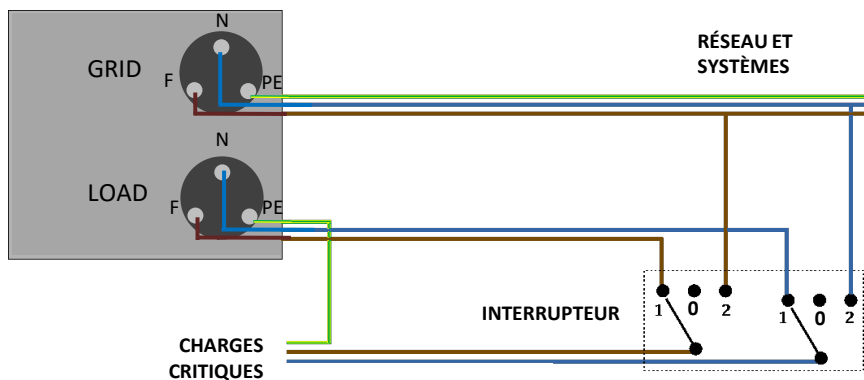 N
GRID
F
PE
RÉSEAU ET
SYSTÈMES
N
LOAD
F
PE
INTERRUPTEUR
1 0 2
1 0 2
CHARGES
CRITIQUES